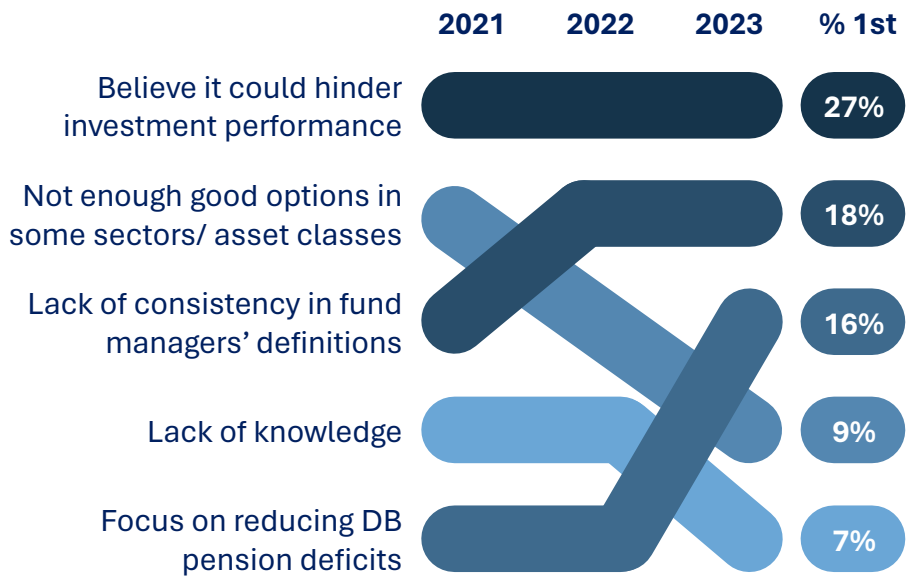 2021 2022 2023 % 1st
Believe it could hinder
investment performance
27%
Not enough good options in
some sectors/ asset classes
18%
Lack of consistency in fund
managers’ definitions
16%
Lack of knowledge
9%
Focus on reducing DB
pension deficits
7%